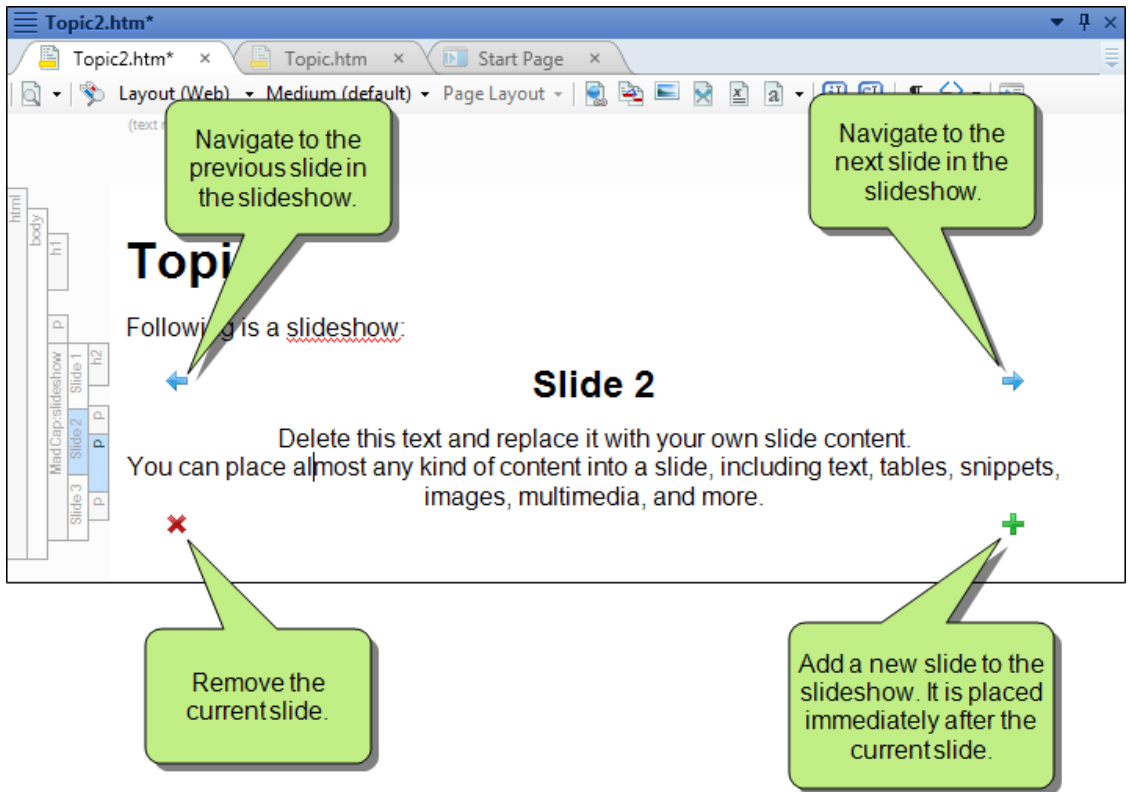 Topic2.htm*
Topic2.htm* × Topic.htm × Start Page ×
Layout (Web) Medium (default) Page Layout
Navigate to the
previous slide in
the slideshow.
Navigate to the
next slide in the
slideshow.
html
body
h1
p
MadCap:slideshow
Slide 1
h2
Slide 2
p
p
Slide 3
p
Following is a slideshow:
Slide 2
Delete this text and replace it with your own slide content.
You can place almost any kind of content into a slide, including text, tables, snippets,
images, multimedia, and more.
Remove the
current slide.
Add a new slide to the
slideshow. It is placed
immediately after the
current slide.